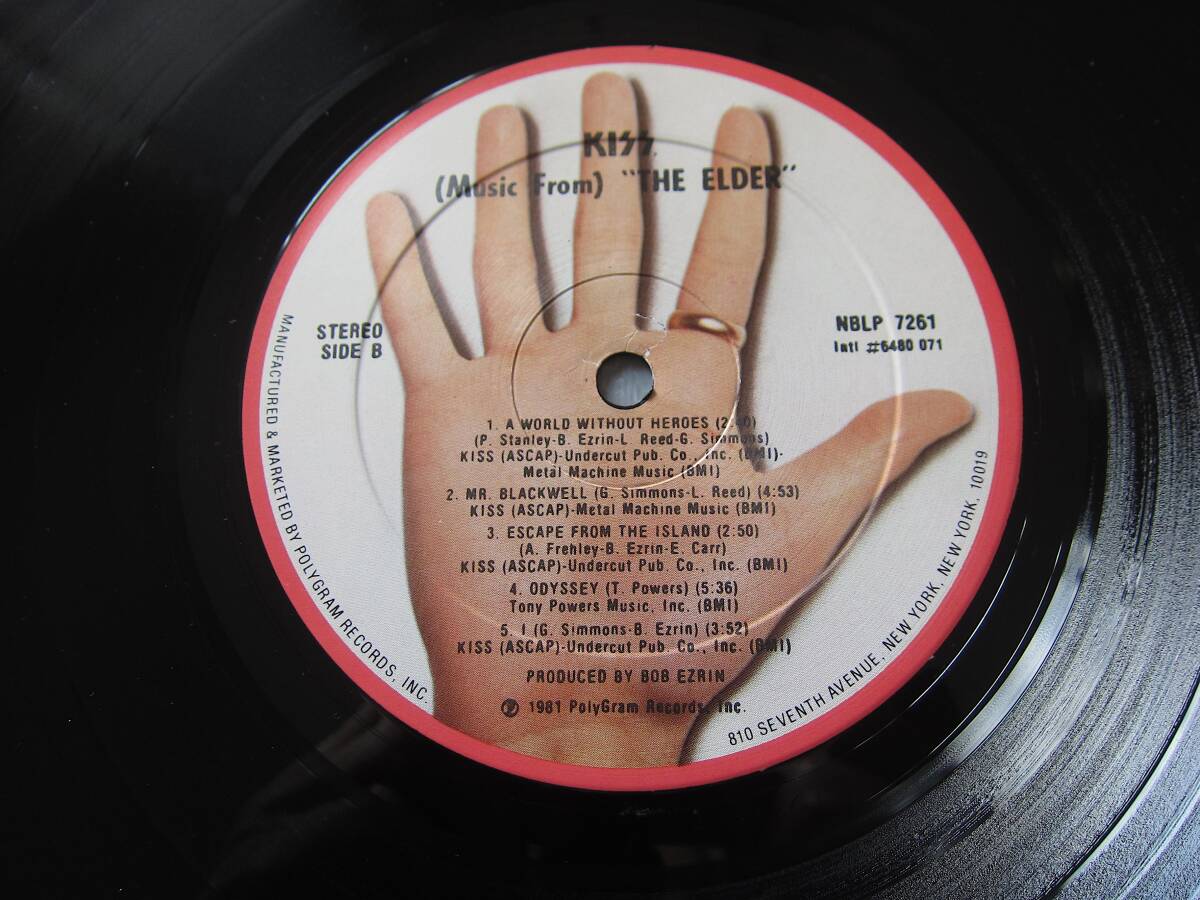 KISS
(Music From) "THE ELDER"
STEREO
SIDE B
NBLP 7261
Intl #6480 071
1. A WORLD WITHOUT HEROES (2:40)
(P. Stanley-B. Ezrin-L. Reed-G. Simmons)
KISS (ASCAP)-Undercut Pub. Co., Inc. (BMI)-
Metal Machine Music (BMI)
2. MR. BLACKWELL (G. Simmons-L. Reed) (4:53)
KISS (ASCAP)-Metal Machine Music (BMI)
3. ESCAPE FROM THE ISLAND (2:50)
(A. Frehley-B. Ezrin-E. Carr)
KISS (ASCAP)-Undercut Pub. Co., Inc. (BMI)
4. ODYSSEY (T. Powers) (5:36)
Tony Powers Music, Inc. (BMI)
5. I (G. Simmons-B. Ezrin) (3:52)
KISS (ASCAP)-Undercut Pub. Co., Inc. (BMI)
PRODUCED BY BOB EZRIN
℗ 1981 PolyGram Records, Inc.
MANUFACTURED & MARKETED BY POLYGRAM RECORDS, INC.
810 SEVENTH AVENUE, NEW YORK, NEW YORK, 10019